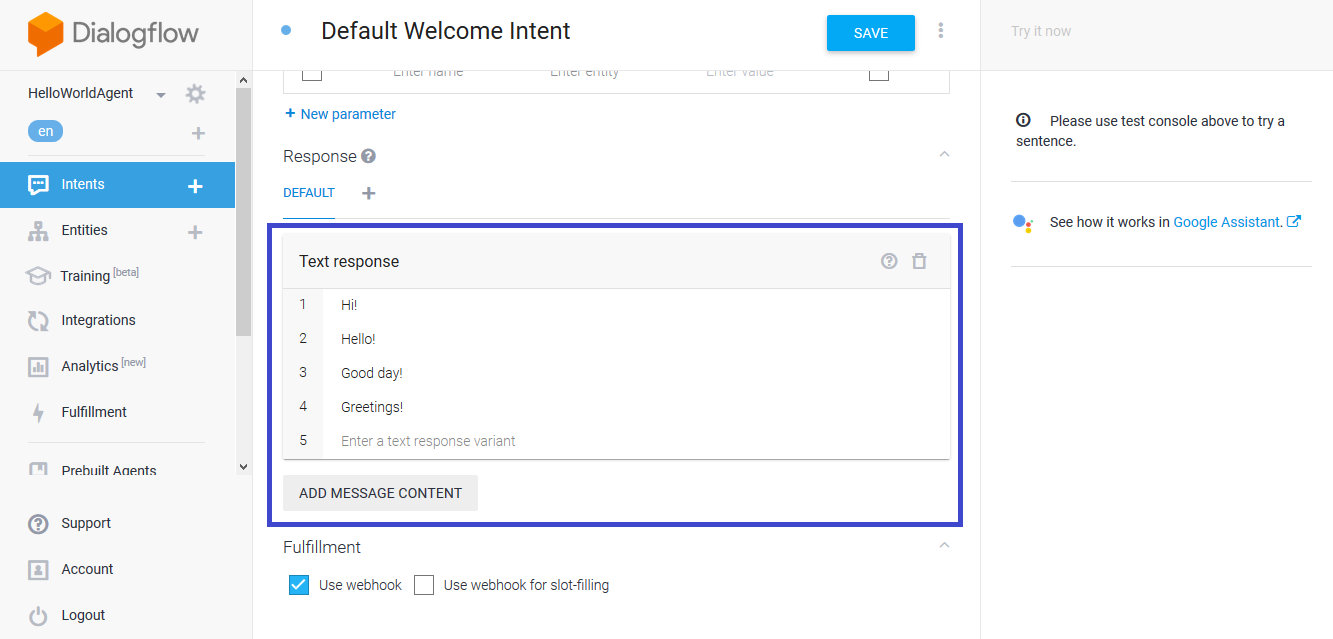 Dialogflow
HelloWorldAgent
en
Intents
Entities
Training [beta]
Integrations
Analytics [new]
Fulfillment
Prebuilt Agents
Support
Account
Logout
Default Welcome Intent
SAVE
Enter name Enter entity Enter value
+ New parameter
Response
DEFAULT
Text response
1 Hi!
2 Hello!
3 Good day!
4 Greetings!
5 Enter a text response variant
ADD MESSAGE CONTENT
Fulfillment
Use webhook Use webhook for slot-filling
Try it now
Please use test console above to try a
sentence.
See how it works in Google Assistant.